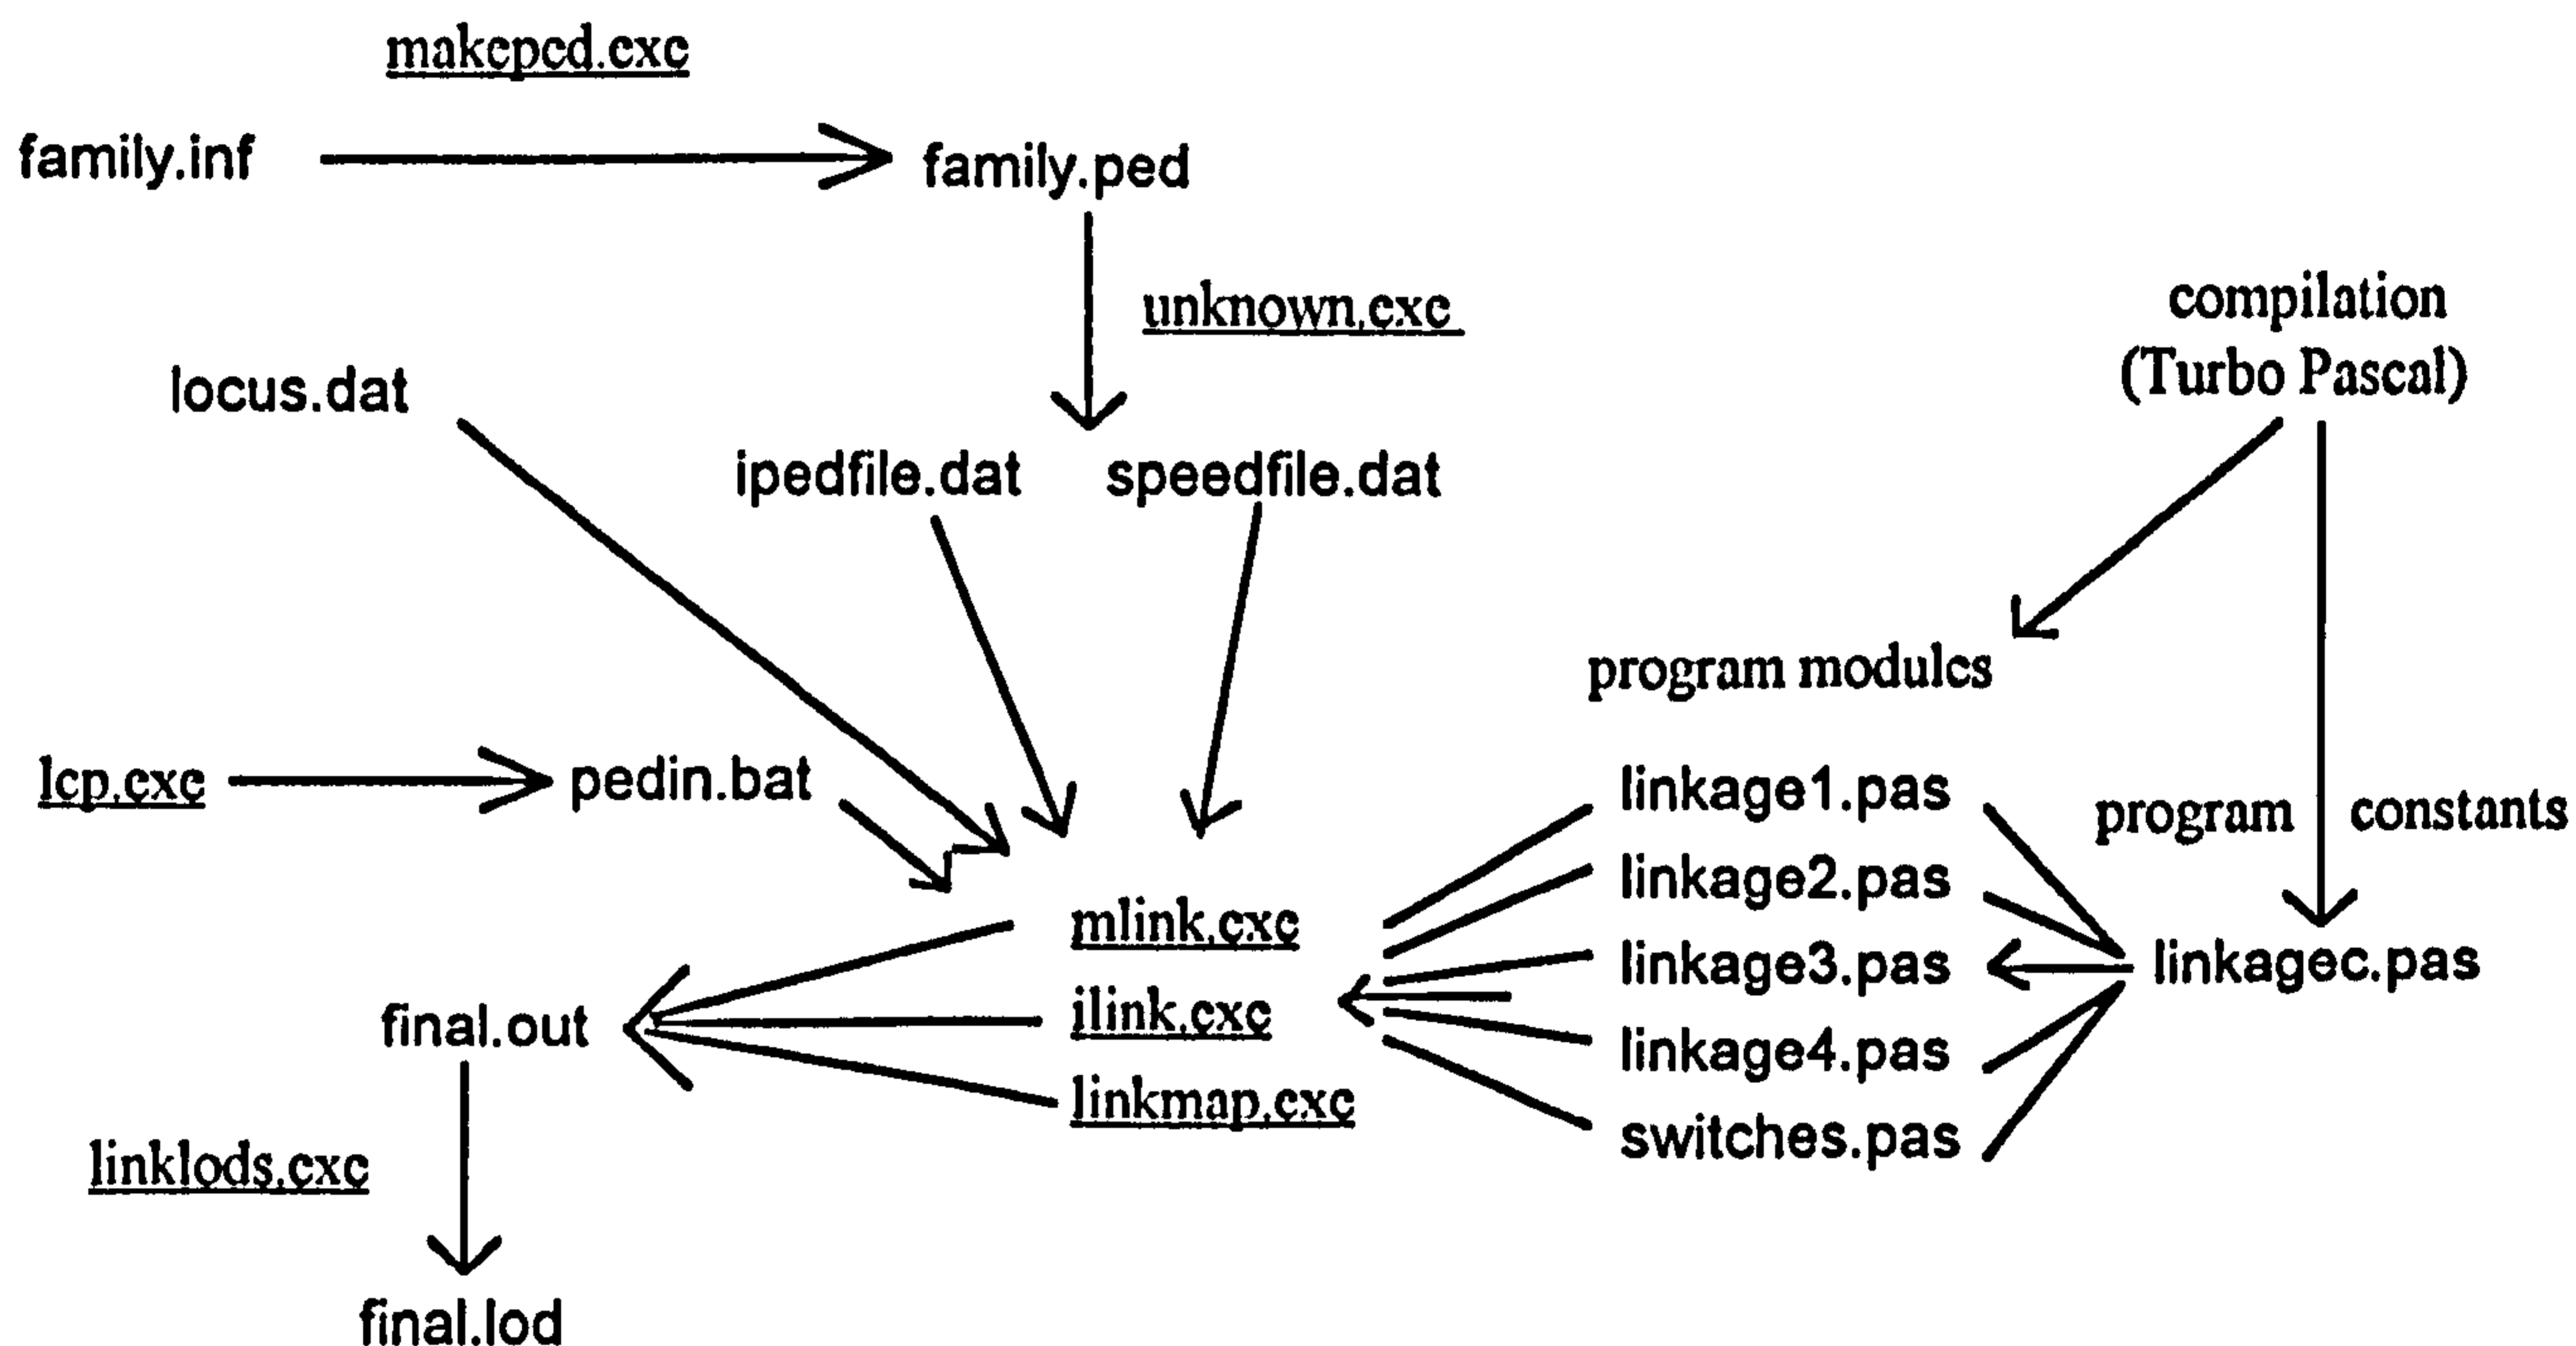 makeped.exe
family.inf
family.ped
unknown.exe
compilation
(Turbo Pascal)
locus.dat
ipedfile.dat
speedfile.dat
program modules
lcp.exe
pedin.bat
linkage1.pas
program constants
linkage2.pas
mlink.exe
linkage3.pas
linkagec.pas
final.out
ilink.exe
linkage4.pas
linkmap.exe
switches.pas
linklods.exe
final.lod